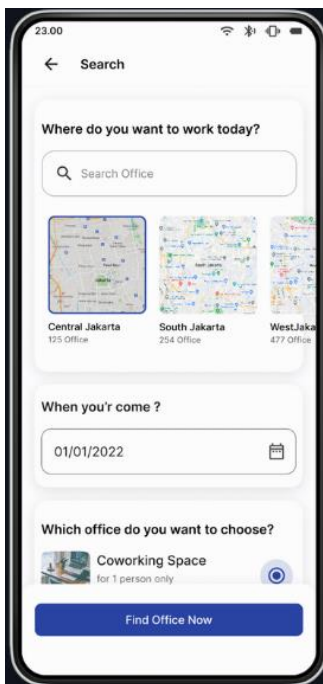 23.00
Search
Where do you want to work today?
Search Office
Central Jakarta
South Jakarta
WestJaka
125 Office
254 Office
477 Office
When you'r come ?
01/01/2022
Which office do you want to choose?
Coworking Space
for 1 person only
Find Office Now